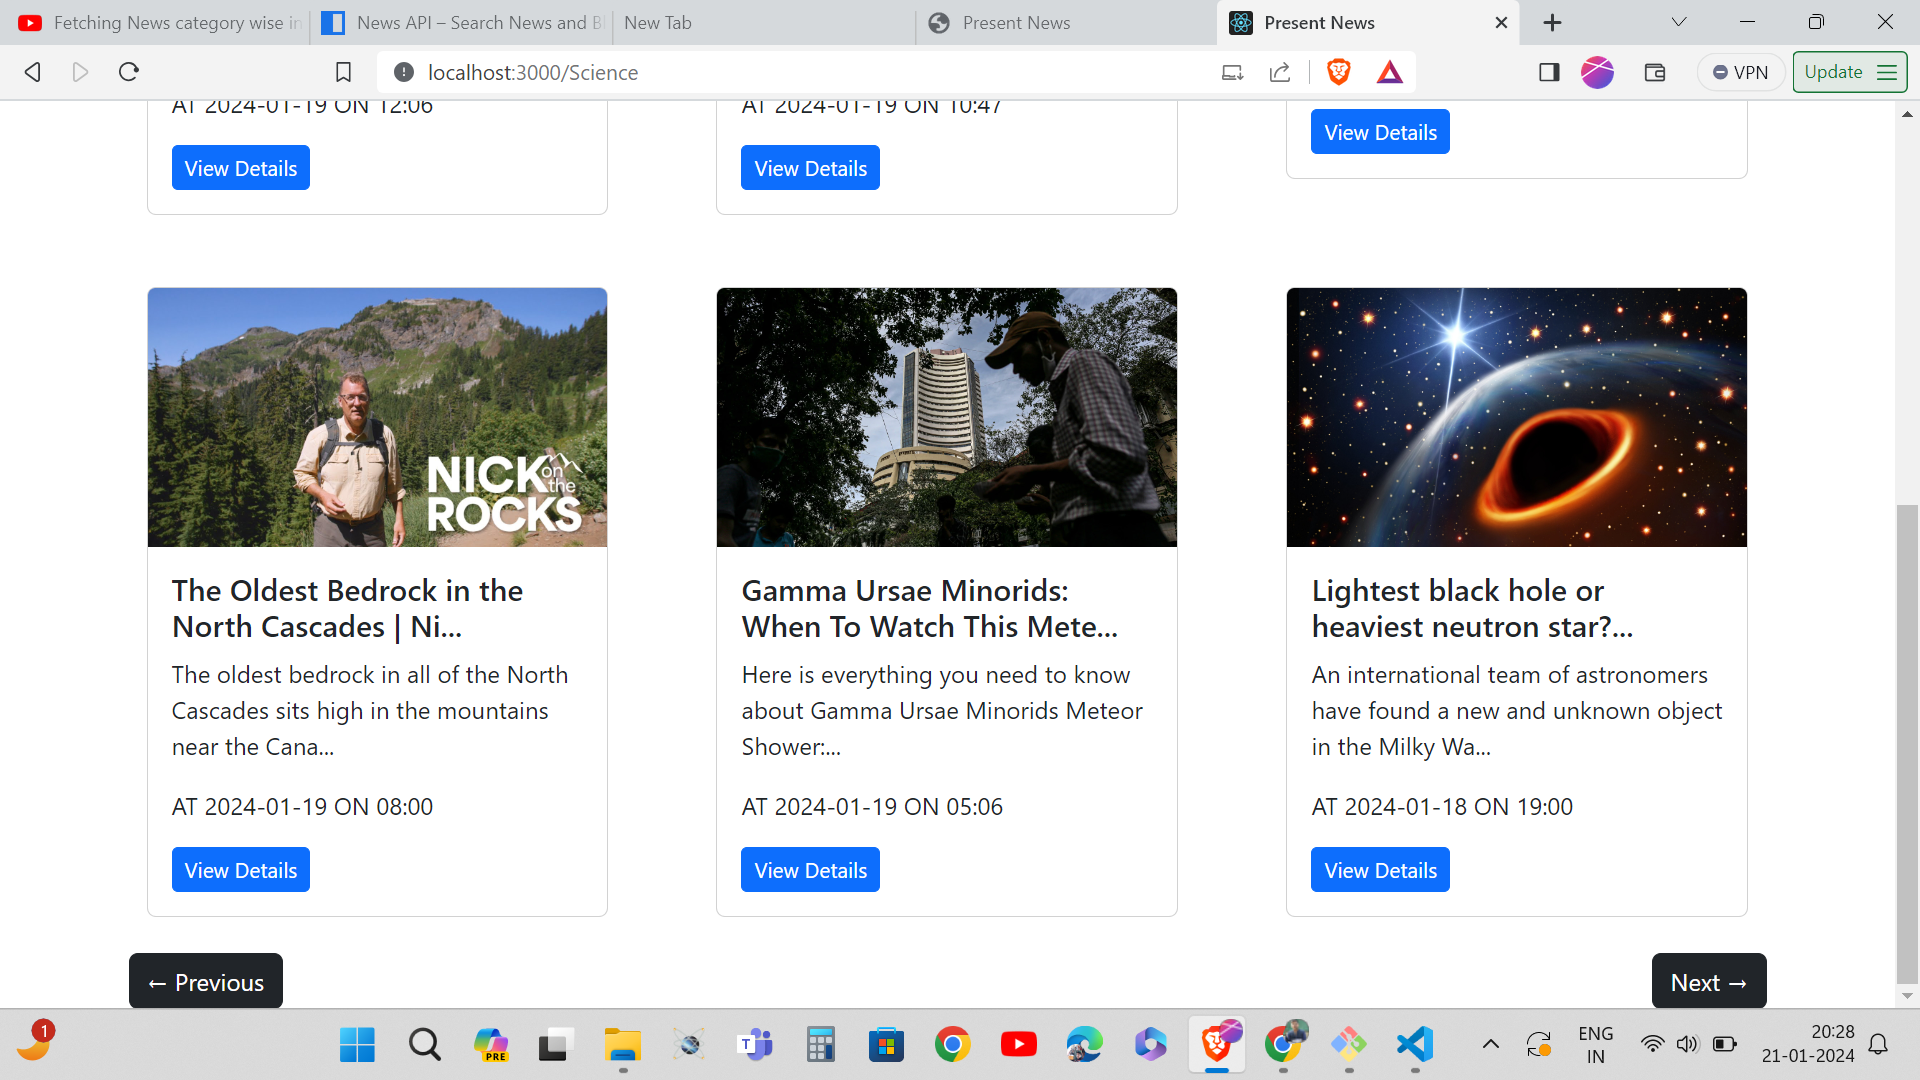 Fetching News category wise in
News API – Search News and B
New Tab
Present News
Present News
localhost:3000/Science
VPN
Update
AT 2024-01-19 ON 12:06
AT 2024-01-19 ON 10:47
View Details
View Details
View Details
NICK
on
the
ROCKS
The Oldest Bedrock in the
North Cascades | Ni...
The oldest bedrock in all of the North
Cascades sits high in the mountains
near the Cana...
AT 2024-01-19 ON 08:00
View Details
Gamma Ursae Minorids:
When To Watch This Mete...
Here is everything you need to know
about Gamma Ursae Minorids Meteor
Shower:...
AT 2024-01-19 ON 05:06
View Details
Lightest black hole or
heaviest neutron star?...
An international team of astronomers
have found a new and unknown object
in the Milky Wa...
AT 2024-01-18 ON 19:00
View Details
← Previous
Next →
1
PRE
T
ENG
IN
20:28
21-01-2024